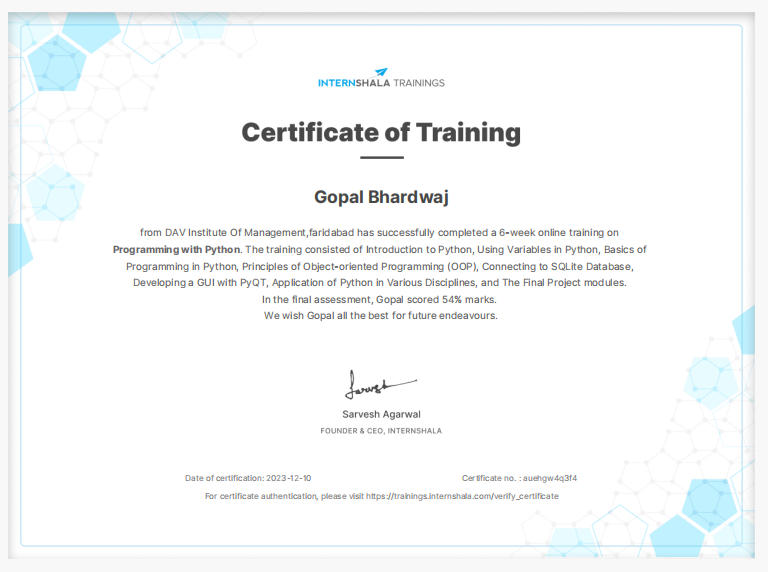 INTERNSHALA TRAININGS
Certificate of Training
Gopal Bhardwaj
from DAV Institute Of Management,faridabad has successfully completed a 6-week online training on
Programming with Python. The training consisted of Introduction to Python, Using Variables in Python, Basics of
Programming in Python, Principles of Object-oriented Programming (OOP), Connecting to SQLite Database,
Developing a GUI with PyQT, Application of Python in Various Disciplines, and The Final Project modules.
In the final assessment, Gopal scored 54% marks.
We wish Gopal all the best for future endeavours.
Sarvesh
Sarvesh Agarwal
FOUNDER & CEO, INTERNSHALA
Date of certification: 2023-12-10 Certificate no. : auehgw4q3f4
For certificate authentication, please visit https://trainings.internshala.com/verify_certificate